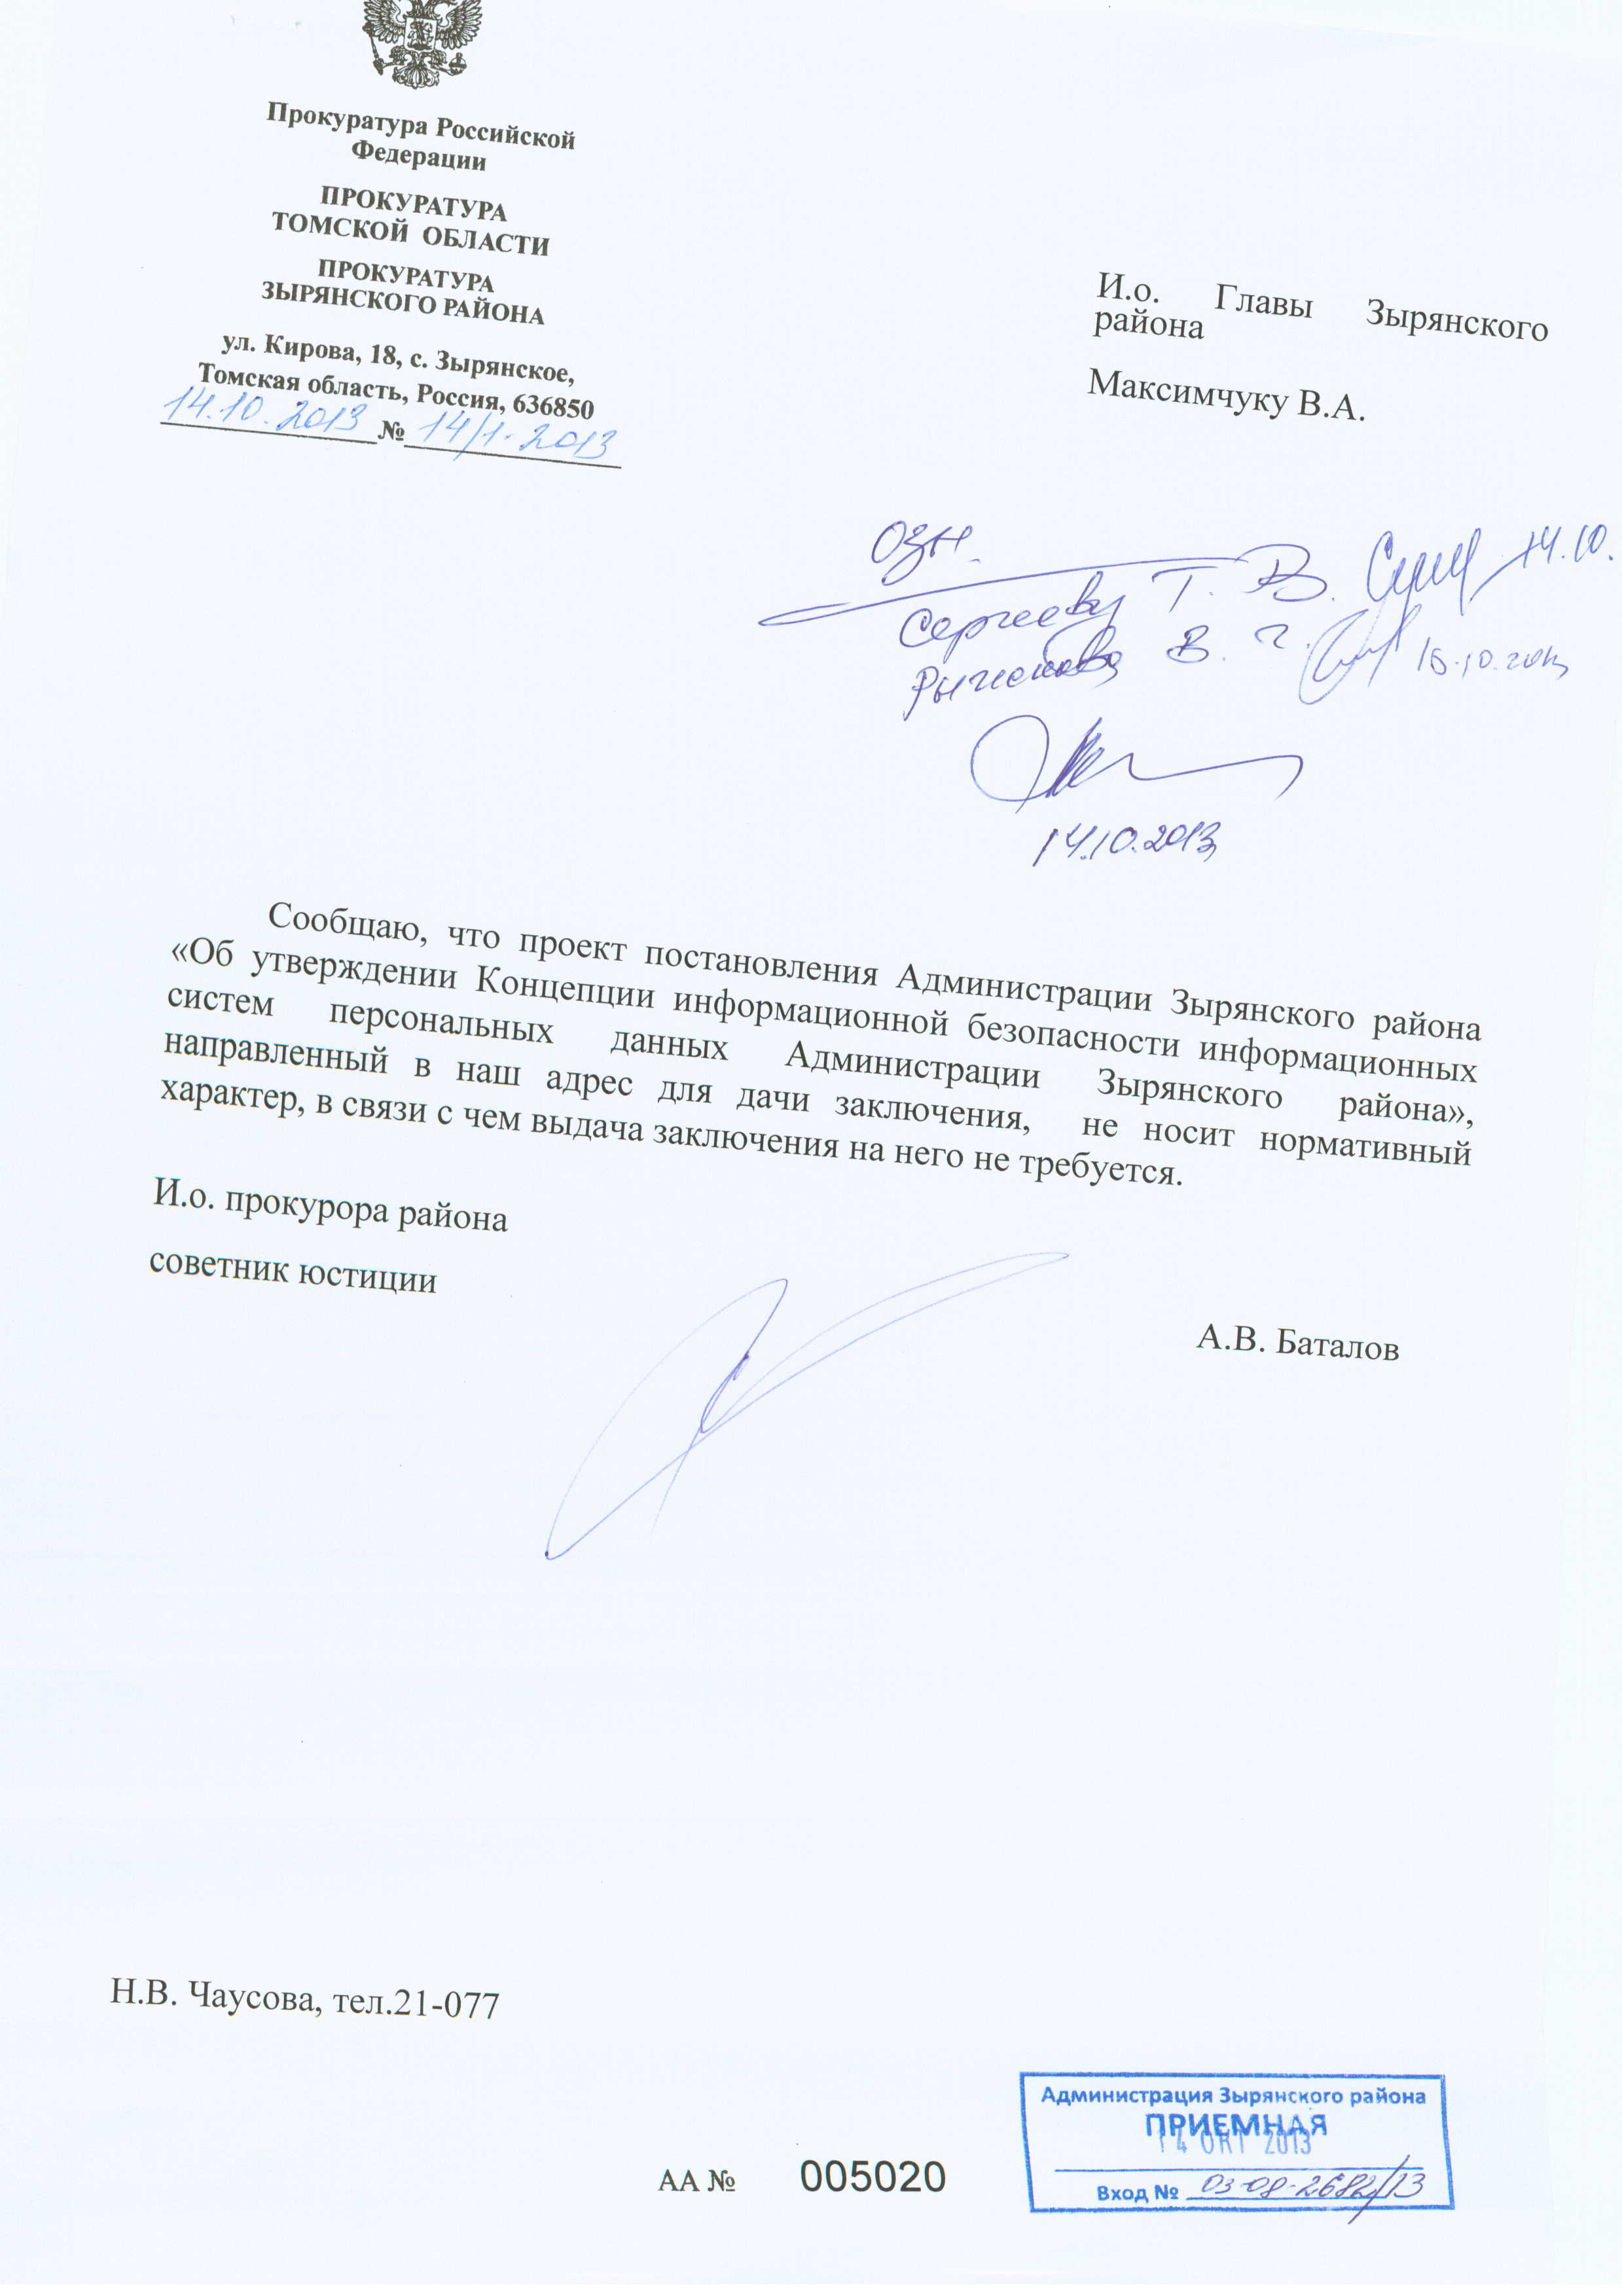 Прокуратура Российской
Федерации
ПРОКУРАТУРА
ТОМСКОЙ ОБЛАСТИ
ПРОКУРАТУРА
ЗЫРЯНСКОГО РАЙОНА
ул. Кирова, 18, с. Зырянское,
Томская область, Россия, 636850
14.10.2013 № 14/1-2013
И.о. Главы Зырянского
района
Максимчуку В.А.
Озн.
Сергееву Т. В. 14.10.
В. Г.
14.10.2013
Сообщаю, что проект постановления Администрации Зырянского района
«Об утверждении Концепции информационной безопасности информационных
систем персональных данных Администрации Зырянского района»,
направленный в наш адрес для дачи заключения, не носит нормативный
характер, в связи с чем выдача заключения на него не требуется.
И.о. прокурора района
советник юстиции
А.В. Баталов
Н.В. Чаусова, тел.21-077
АА № 005020
Администрация Зырянского района
ПРИЕМНАЯ
14 ОКТ 2013
Вход № 03-08-2682/13